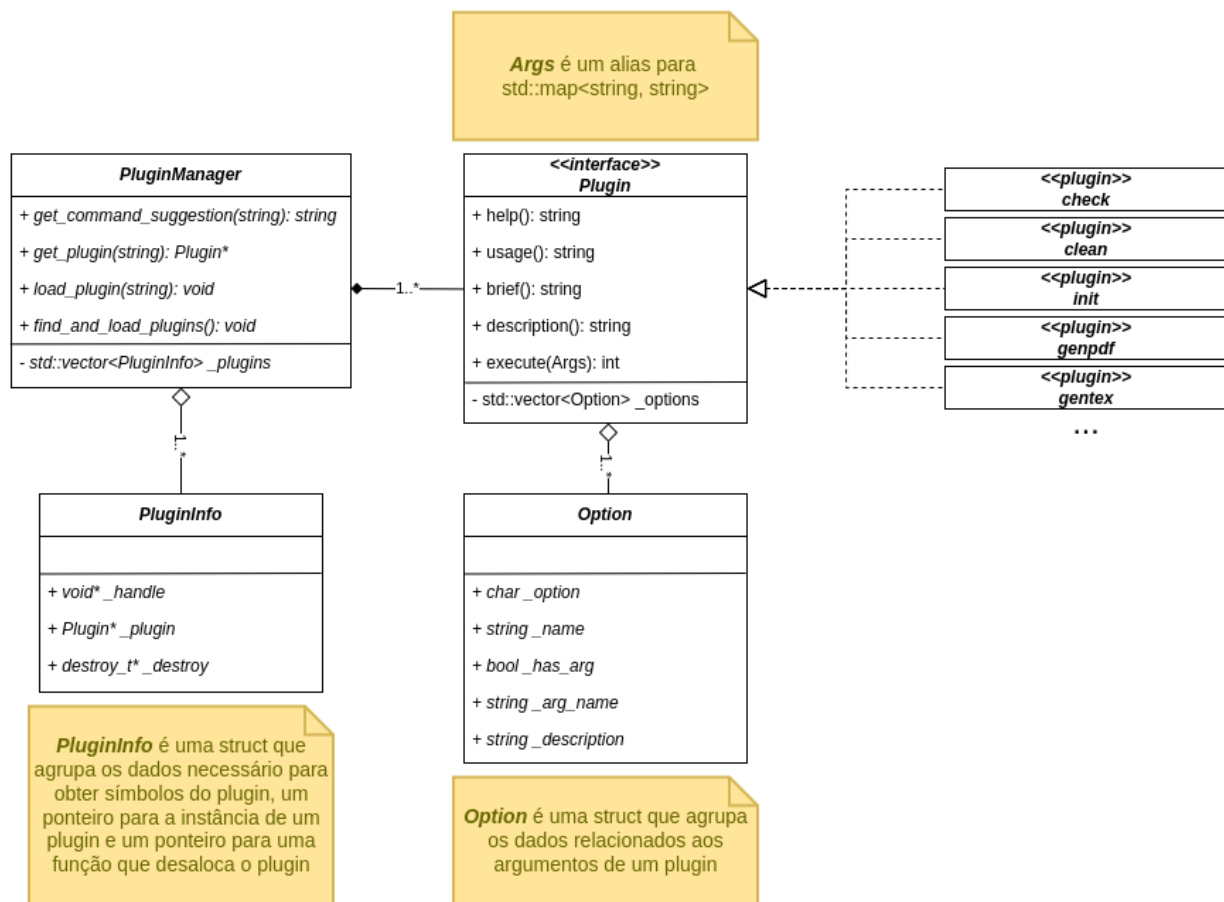 Args é um alias para
std::map<string, string>
PluginManager
+ get_command_suggestion(string): string
+ get_plugin(string): Plugin*
+ load_plugin(string): void
+ find_and_load_plugins(): void
- std::vector<PluginInfo> _plugins
1..*
<<interface>>
Plugin
+ help(): string
+ usage(): string
+ brief(): string
+ description(): string
+ execute(Args): int
- std::vector<Option> _options
<<plugin>>
check
<<plugin>>
clean
<<plugin>>
init
<<plugin>>
genpdf
<<plugin>>
gentex
...
1..*
1..*
PluginInfo
+ void* _handle
+ Plugin* _plugin
+ destroy_t* _destroy
Option
+ char _option
+ string _name
+ bool _has_arg
+ string _arg_name
+ string _description
PluginInfo é uma struct que
agrupa os dados necessário para
obter símbolos do plugin, um
ponteiro para a instância de um
plugin e um ponteiro para uma
função que desaloca o plugin
Option é uma struct que agrupa
os dados relacionados aos
argumentos de um plugin